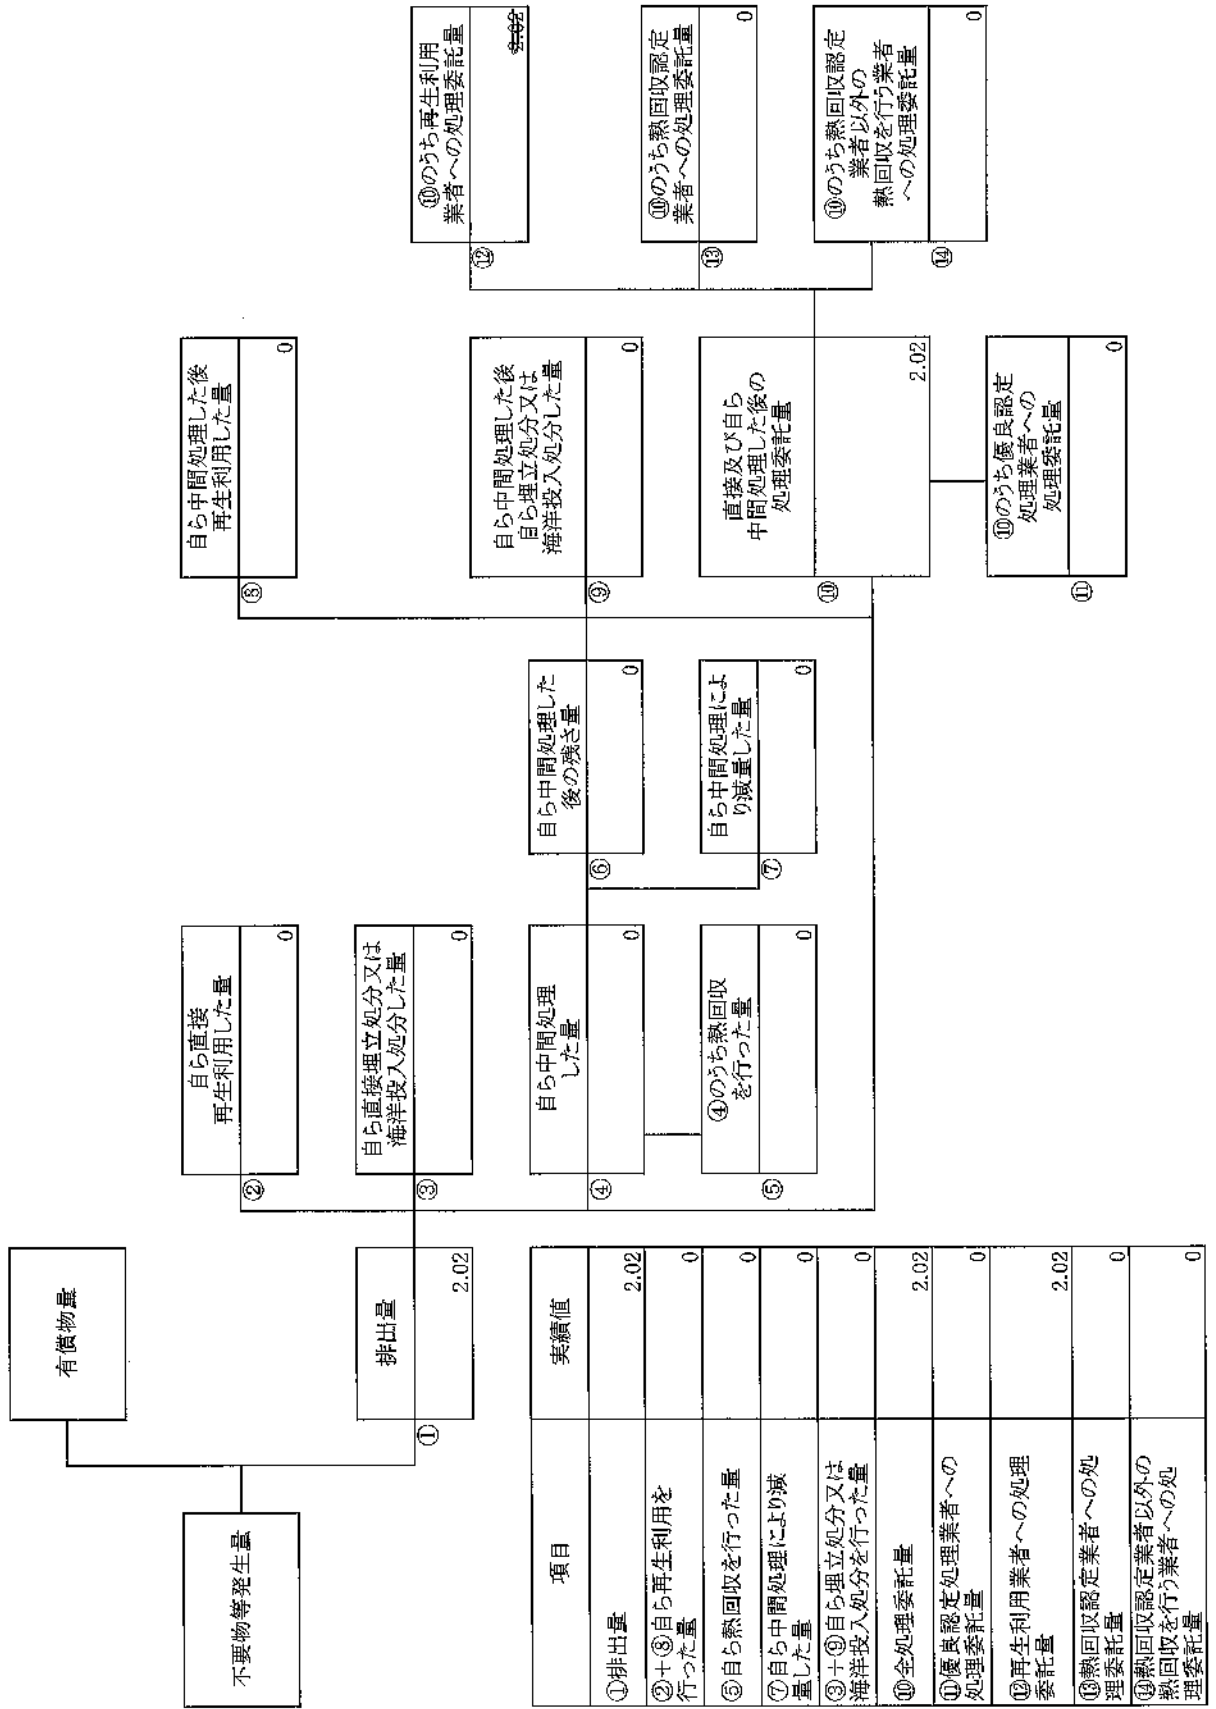 不要物等発生量
有償物量
①
排出量
2.02
②
自ら直接
再生利用した量
0
③
自ら直接埋立処分又は
海洋投入処分した量
0
④
自ら中間処理
した量
0
⑤
④のうち熱回収
を行った量
0
⑥
自ら中間処理した
後の残さ量
0
⑦
自ら中間処理によ
り減量した量
0
⑧
自ら中間処理した後
再生利用した量
0
⑨
自ら中間処理した後
自ら埋立処分又は
海洋投入処分した量
0
⑩
直接及び自ら
中間処理した後の
処理委託量
2.02
⑪
⑩のうち優良認定
処理業者への
処理委託量
0
⑫
⑩のうち再生利用
業者への処理委託量
2.02
⑬
⑩のうち熱回収認定
業者への処理委託量
0
⑭
⑩のうち熱回収認定
業者以外の
熱回収を行う業者
への処理委託量
0
項目 実績値
①排出量 2.02
②+⑧自ら再生利用を
行った量 0
⑤自ら熱回収を行った量 0
⑦自ら中間処理により減
量した量 0
③+⑨自ら埋立処分又は
海洋投入処分を行った量 0
⑩全処理委託量 2.02
⑪優良認定処理業者への
処理委託量 0
⑫再生利用業者への処理
委託量 2.02
⑬熱回収認定業者への処
理委託量 0
⑭熱回収認定業者以外の
熱回収を行う業者への処
理委託量 0